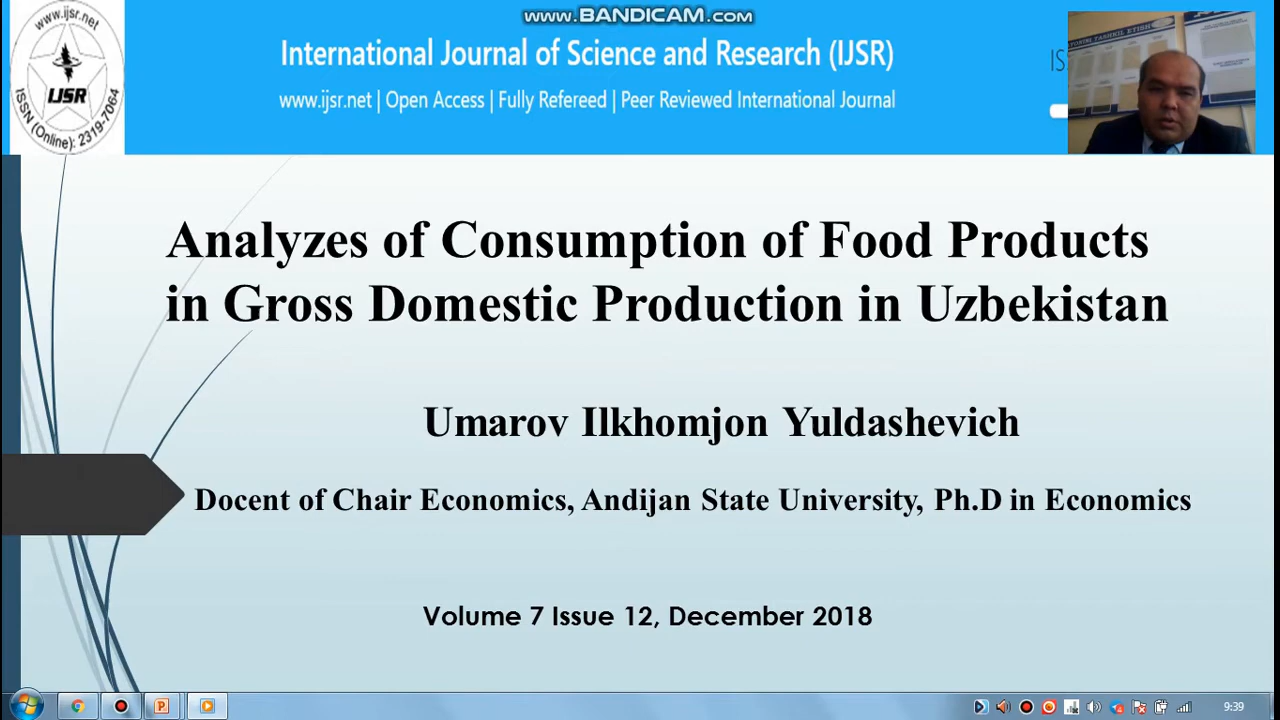 www.BANDICAM.com
www.ijsr.net
IJSR
ISSN (Online): 2319-7064
International Journal of Science and Research (IJSR)
www.ijsr.net | Open Access | Fully Refereed | Peer Reviewed International Journal
Analyzes of Consumption of Food Products
in Gross Domestic Production in Uzbekistan
Umarov Ilkhomjon Yuldashevich
Docent of Chair Economics, Andijan State University, Ph.D in Economics
Volume 7 Issue 12, December 2018
9:39